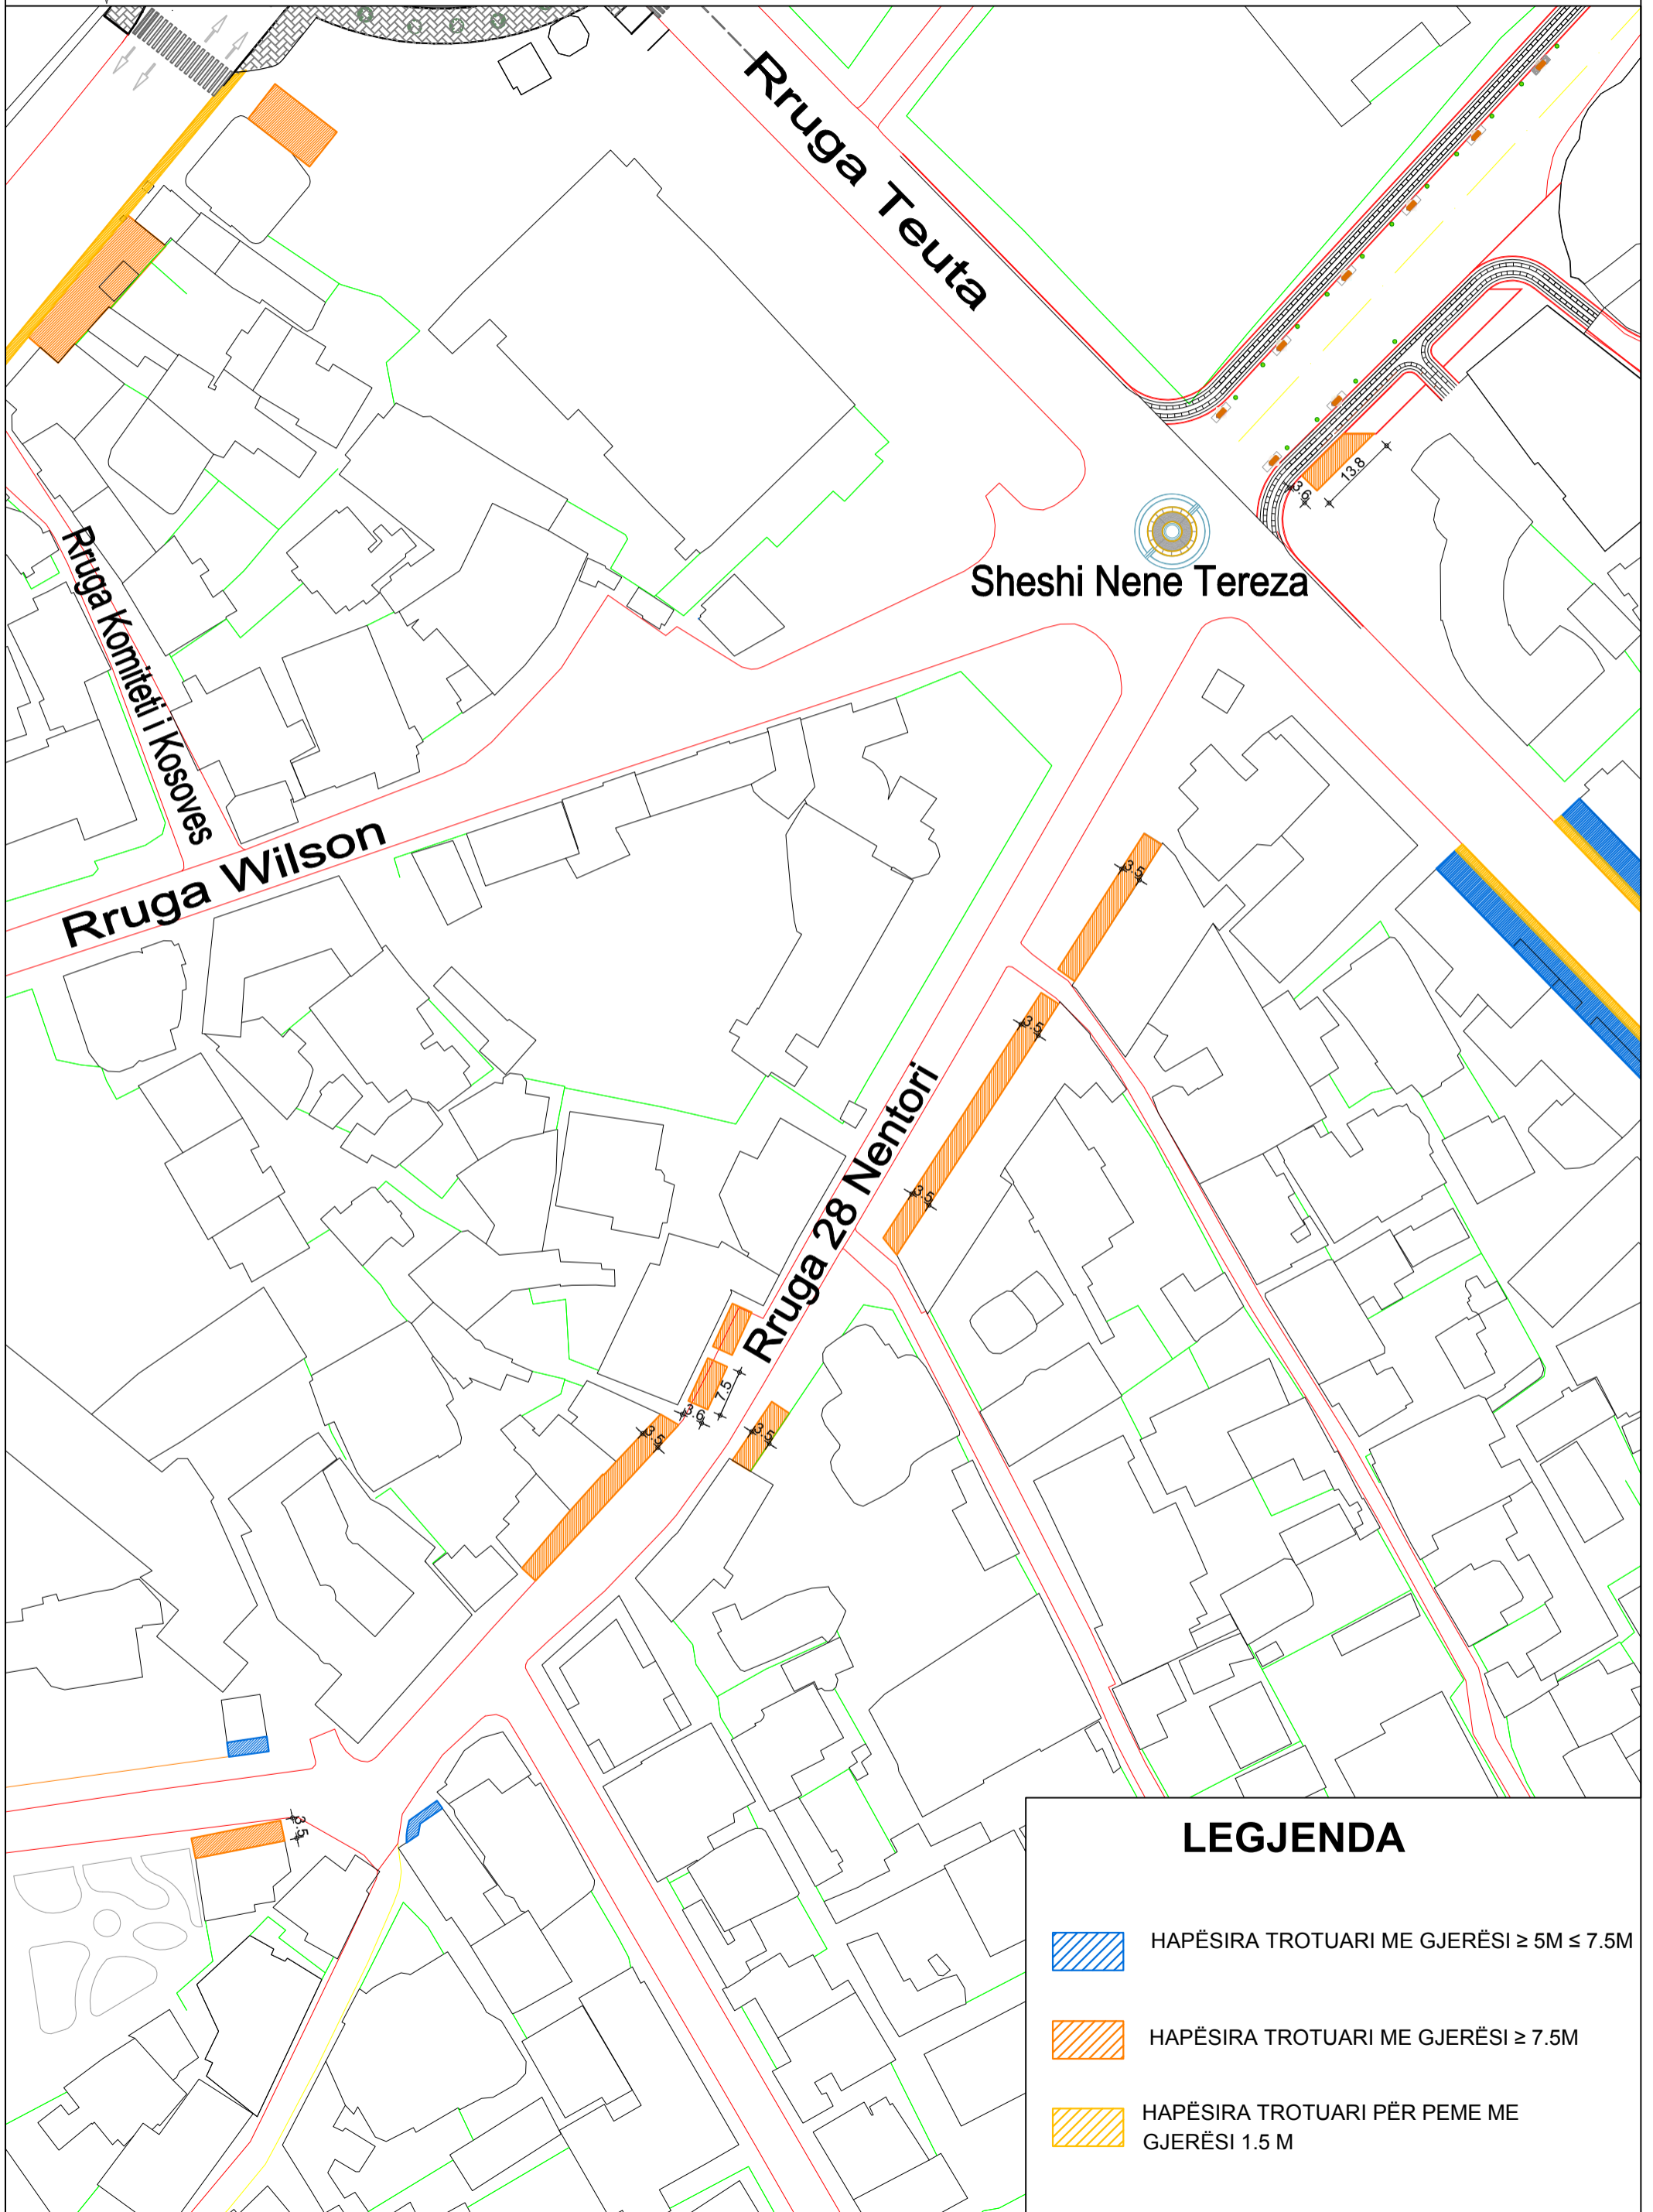 Rruga Teuta
13.8
3.6
Sheshi Nene Tereza
Rruga Komiteti i Kosoves
Rruga Wilson
3.5
3.5
3.5
Rruga 28 Nentori
7.5
3.6
3.5
3.5
3.5
LEGJENDA
HAPËSIRA TROTUARI ME GJERËSI ≥ 5M ≤ 7.5M
HAPËSIRA TROTUARI ME GJERËSI ≥ 7.5M
HAPËSIRA TROTUARI PËR PEME ME
GJERËSI 1.5 M